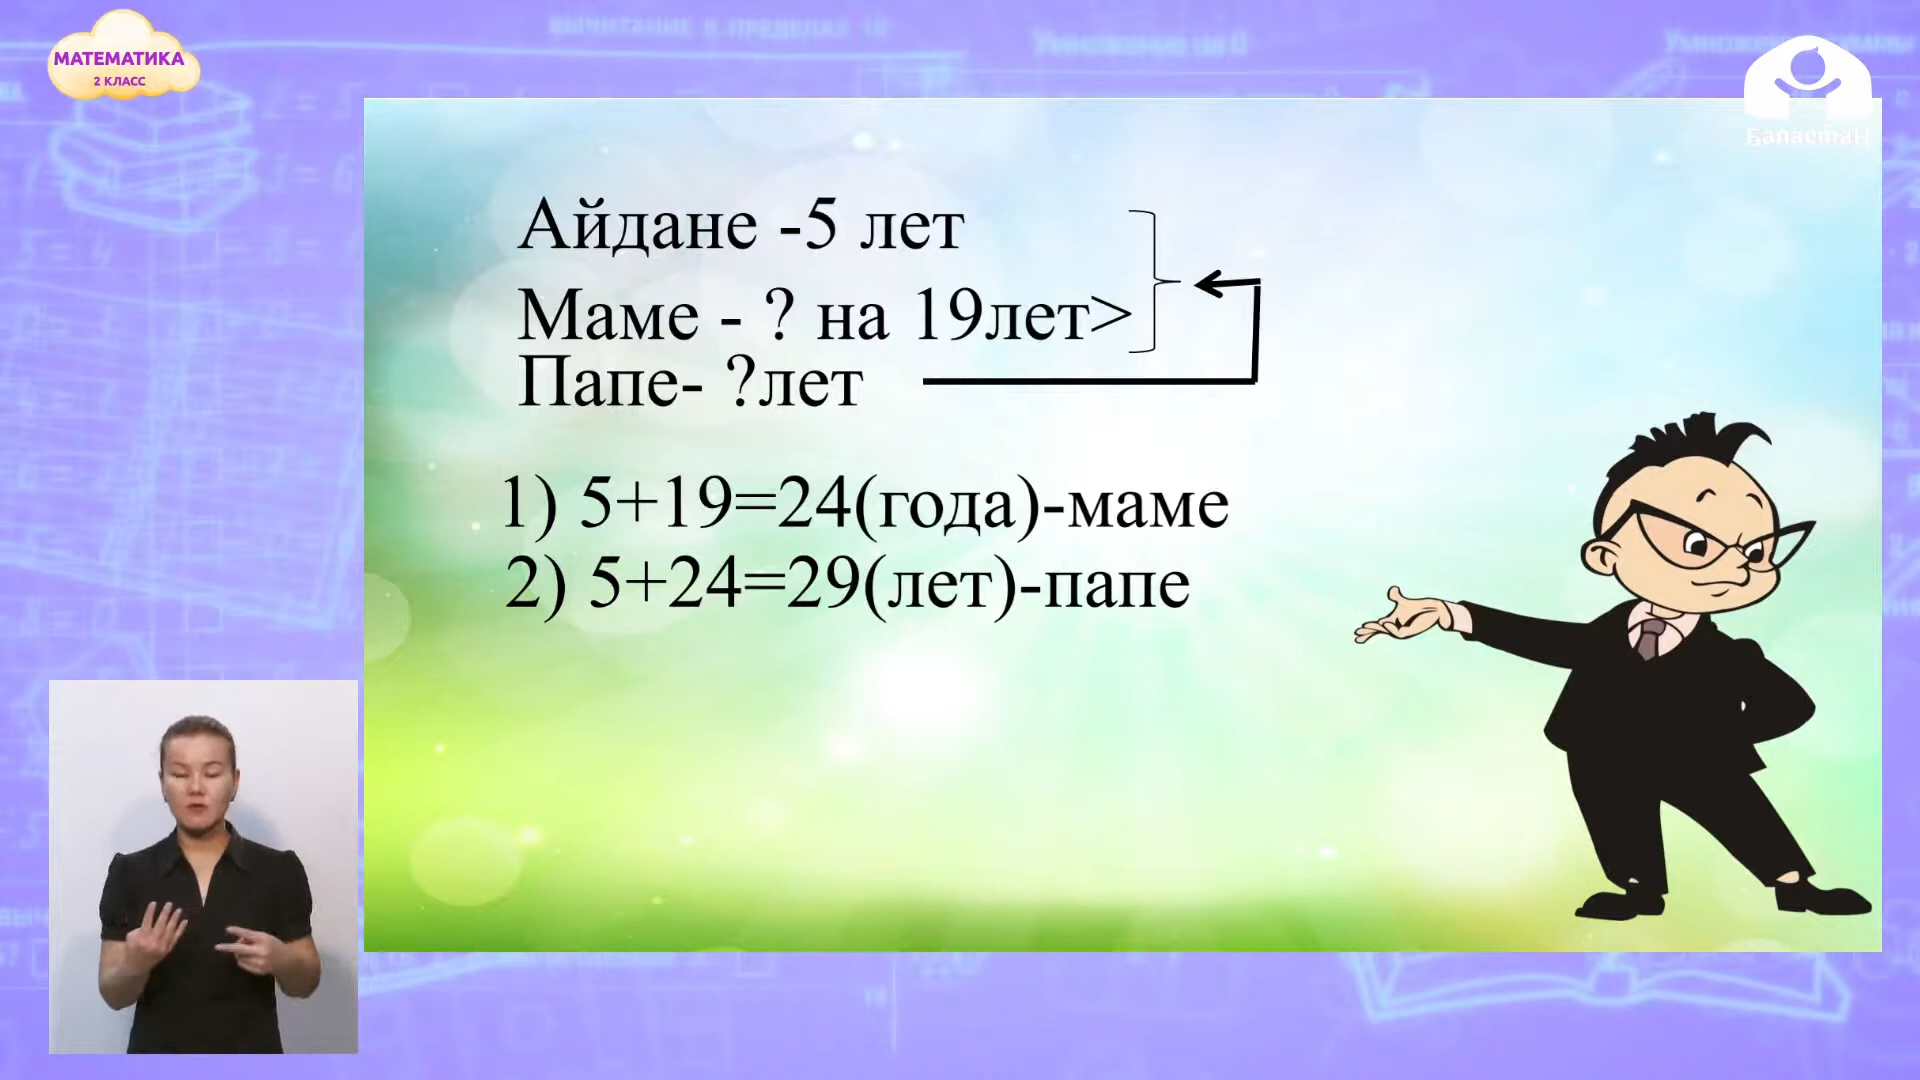 МАТЕМАТИКА
2 КЛАСС
Баластан
Айдане -5 лет
Маме - ? на 19лет>
Папе- ?лет
1) 5+19=24(года)-маме
2) 5+24=29(лет)-папе